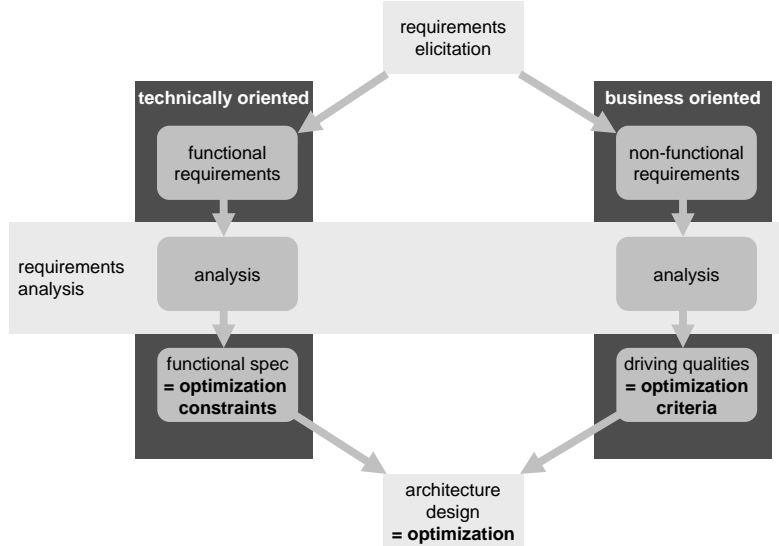 requirements
elicitation
technically oriented
business oriented
functional
requirements
non-functional
requirements
requirements
analysis
analysis
analysis
functional spec
= optimization
constraints
driving qualities
= optimization
criteria
architecture
design
= optimization